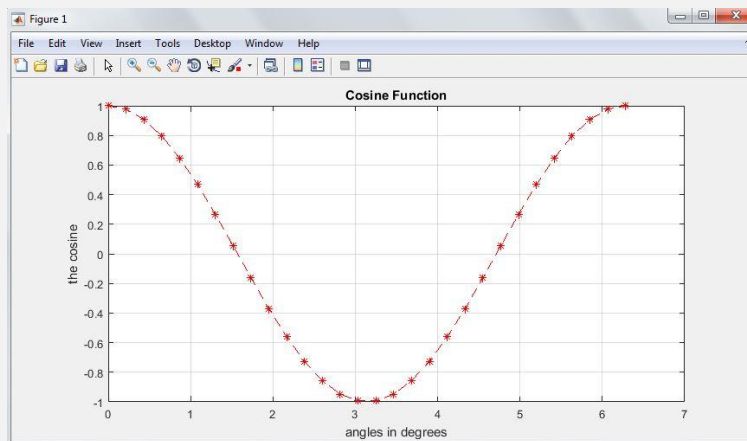 Figure 1
File Edit View Insert Tools Desktop Window Help
Cosine Function
1
0.8
0.6
0.4
0.2
0
-0.2
-0.4
-0.6
-0.8
-1
the cosine
0 1 2 3 4 5 6 7
angles in degrees